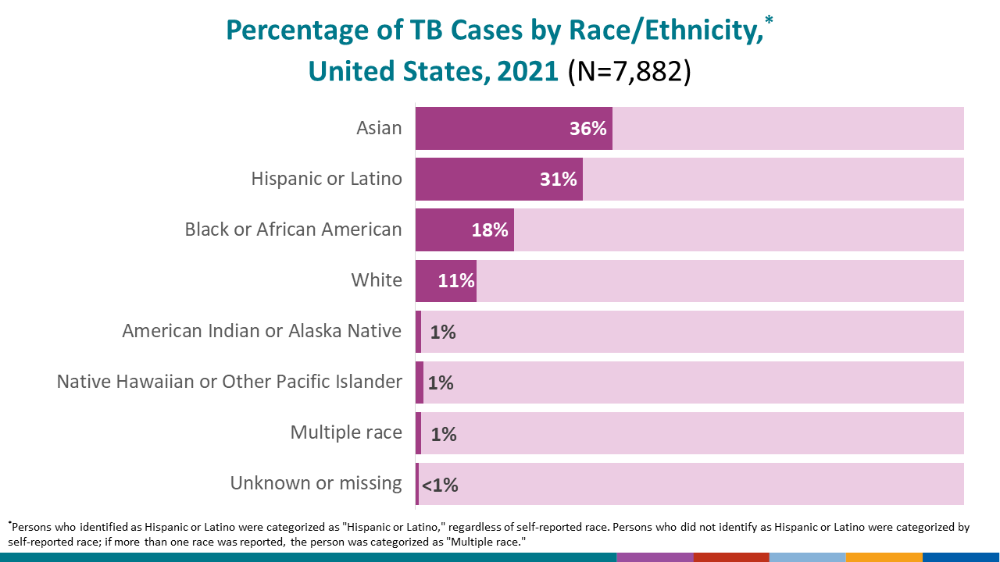 Percentage of TB Cases by Race/Ethnicity,*
United States, 2021 (N=7,882)
Asian 36%
Hispanic or Latino 31%
Black or African American 18%
White 11%
American Indian or Alaska Native 1%
Native Hawaiian or Other Pacific Islander 1%
Multiple race 1%
Unknown or missing <1%
*Persons who identified as Hispanic or Latino were categorized as "Hispanic or Latino," regardless of self-reported race. Persons who did not identify as Hispanic or Latino were categorized by
self-reported race; if more than one race was reported, the person was categorized as "Multiple race."